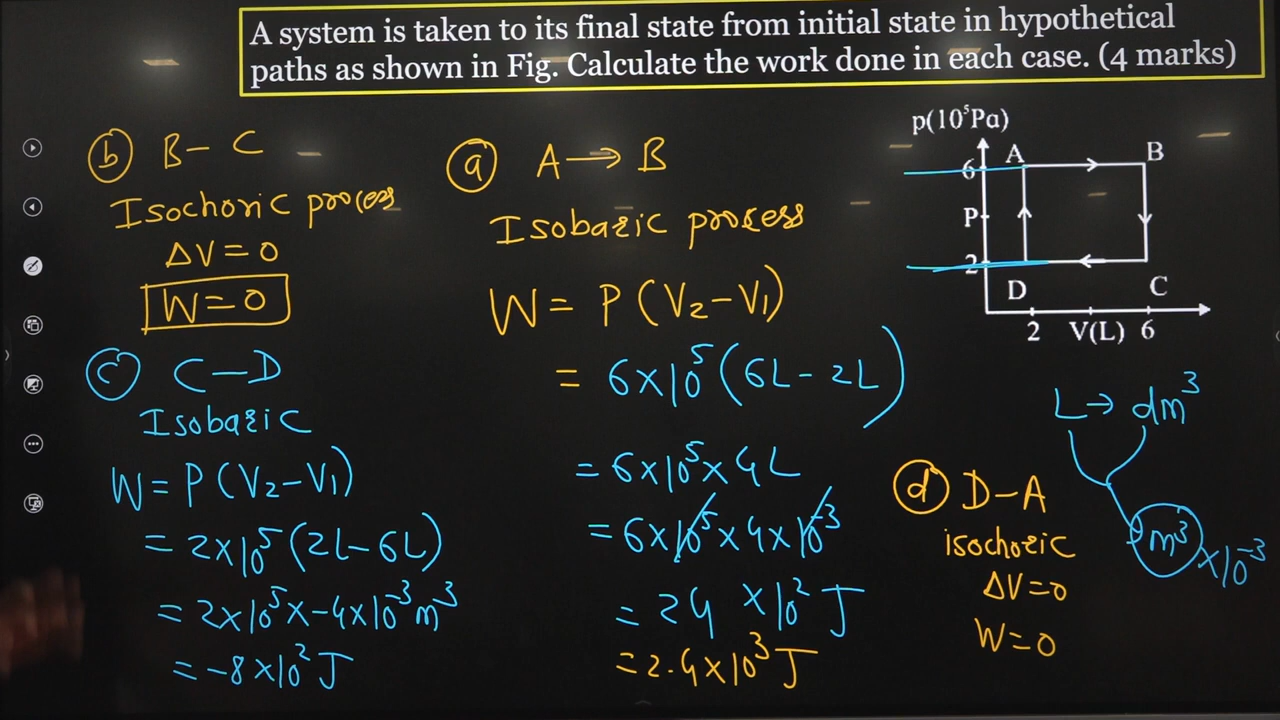 A system is taken to its final state from initial state in hypothetical
paths as shown in Fig. Calculate the work done in each case. (4 marks)
p(10⁵Pa)
A
B
6
P
2
D
C
2 V(L) 6
ⓐ A → B
Isobaric process
W = P(V₂-V₁)
= 6×10⁵(6L-2L)
= 6×10⁵×4L
= 6×10⁵×4×10⁻³
= 24 ×10² J
= 2.4×10³ J
ⓑ B- C
Isochoric process
ΔV = 0
W = 0
ⓒ C-D
Isobaric
W = P(V₂-V₁)
= 2×10⁵(2L-6L)
= 2×10⁵×-4×10⁻³ m⁻³
= -8×10² J
L → dm³
m³ ×10⁻³
ⓓ D-A
isochoric
ΔV=0
W=0